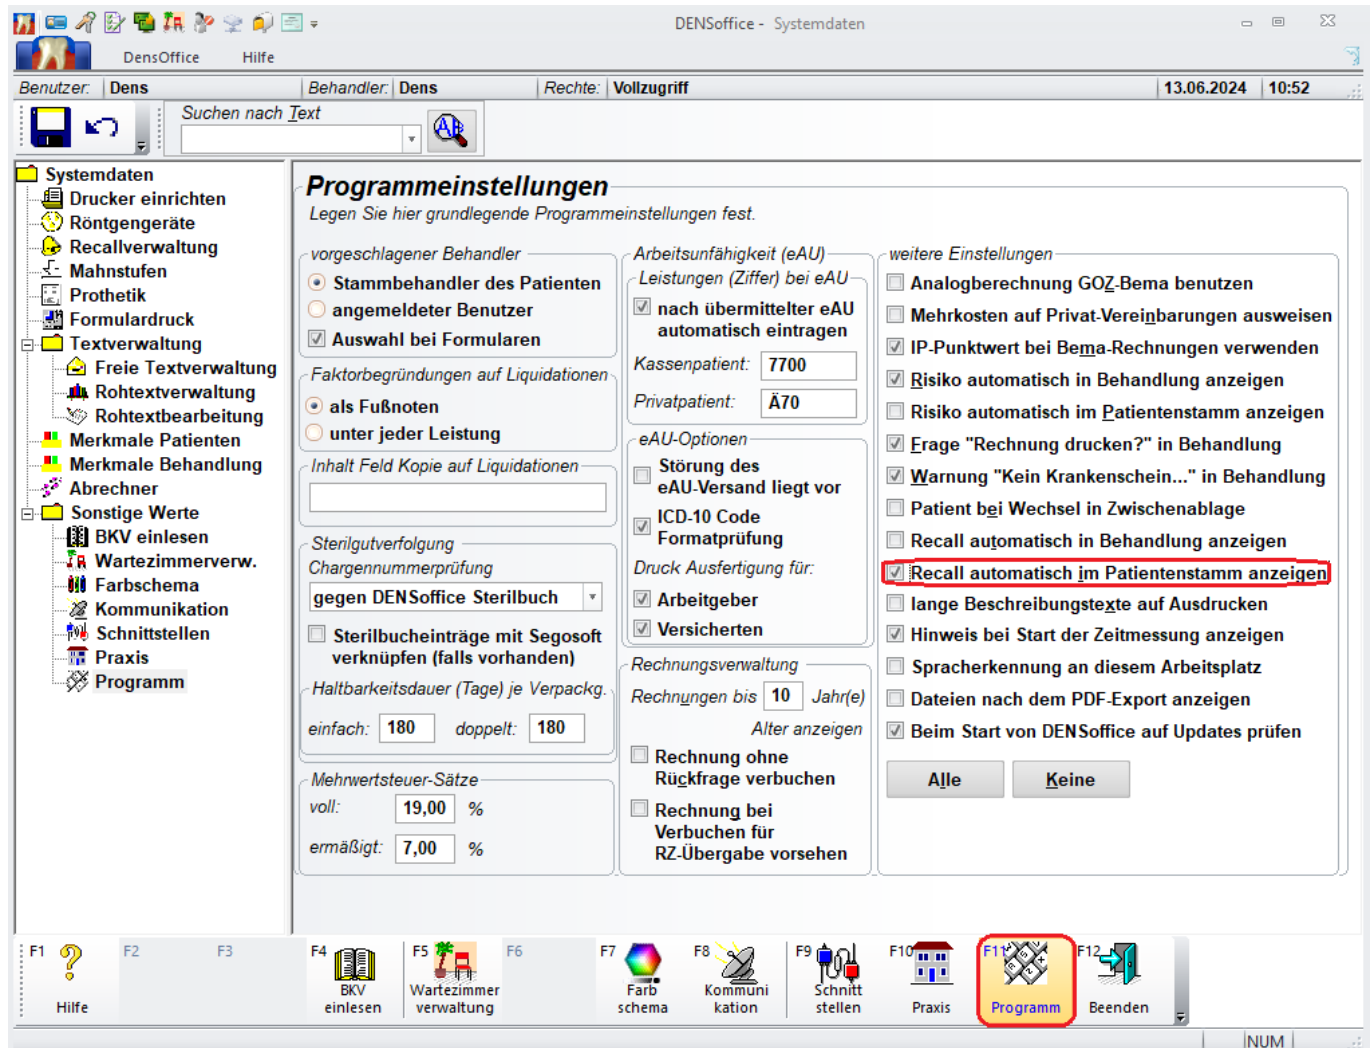 DENSoffice - Systemdaten
DensOffice Hilfe
Benutzer: Dens Behandler: Dens Rechte: Vollzugriff 13.06.2024 10:52
Suchen nach Text
Systemdaten
Drucker einrichten
Röntgengeräte
Recallverwaltung
Mahnstufen
Prothetik
Formulardruck
Textverwaltung
Freie Textverwaltung
Rohtextverwaltung
Rohtextbearbeitung
Merkmale Patienten
Merkmale Behandlung
Abrechner
Sonstige Werte
BKV einlesen
Wartezimmerverw.
Farbschema
Kommunikation
Schnittstellen
Praxis
Programm
Programmeinstellungen
Legen Sie hier grundlegende Programmeinstellungen fest.
vorgeschlagener Behandler
Stammbehandler des Patienten
angemeldeter Benutzer
Auswahl bei Formularen
Faktorbegründungen auf Liquidationen
als Fußnoten
unter jeder Leistung
Inhalt Feld Kopie auf Liquidationen
Sterilgutverfolgung
Chargennummerprüfung
gegen DENSoffice Sterilbuch
Sterilbucheinträge mit Segosoft
verknüpfen (falls vorhanden)
Haltbarkeitsdauer (Tage) je Verpackg.
einfach: 180 doppelt: 180
Mehrwertsteuer-Sätze
voll: 19,00 %
ermäßigt: 7,00 %
Arbeitsunfähigkeit (eAU)
Leistungen (Ziffer) bei eAU
nach übermittelter eAU
automatisch eintragen
Kassenpatient: 7700
Privatpatient: Ä70
eAU-Optionen
Störung des
eAU-Versand liegt vor
ICD-10 Code
Formatprüfung
Druck Ausfertigung für:
Arbeitgeber
Versicherten
Rechnungsverwaltung
Rechnungen bis 10 Jahr(e)
Alter anzeigen
Rechnung ohne
Rückfrage verbuchen
Rechnung bei
Verbuchen für
RZ-Übergabe vorsehen
weitere Einstellungen
Analogberechnung GOZ-Bema benutzen
Mehrkosten auf Privat-Vereinbarungen ausweisen
IP-Punktwert bei Bema-Rechnungen verwenden
Risiko automatisch in Behandlung anzeigen
Risiko automatisch im Patientenstamm anzeigen
Frage "Rechnung drucken?" in Behandlung
Warnung "Kein Krankenschein..." in Behandlung
Patient bei Wechsel in Zwischenablage
Recall automatisch in Behandlung anzeigen
Recall automatisch im Patientenstamm anzeigen
lange Beschreibungstexte auf Ausdrucken
Hinweis bei Start der Zeitmessung anzeigen
Spracherkennung an diesem Arbeitsplatz
Dateien nach dem PDF-Export anzeigen
Beim Start von DENSoffice auf Updates prüfen
Alle Keine
F1 F2 F3 F4 F5 F6 F7 F8 F9 F10 F11 F12
BKV Wartezimmer Farb Kommuni Schnitt
Hilfe einlesen verwaltung schema kation stellen Praxis Programm Beenden
NUM